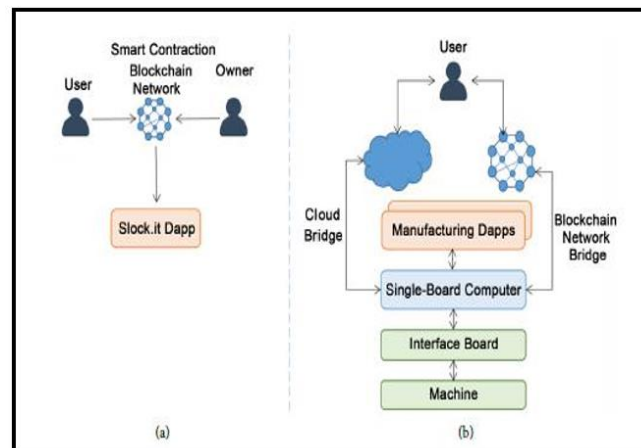 Smart Contraction
User
Blockchain
Network
Owner
Slock.it Dapp
(a)
User
Cloud
Bridge
Manufacturing Dapps
Blockchain
Network
Bridge
Single-Board Computer
Interface Board
Machine
(b)